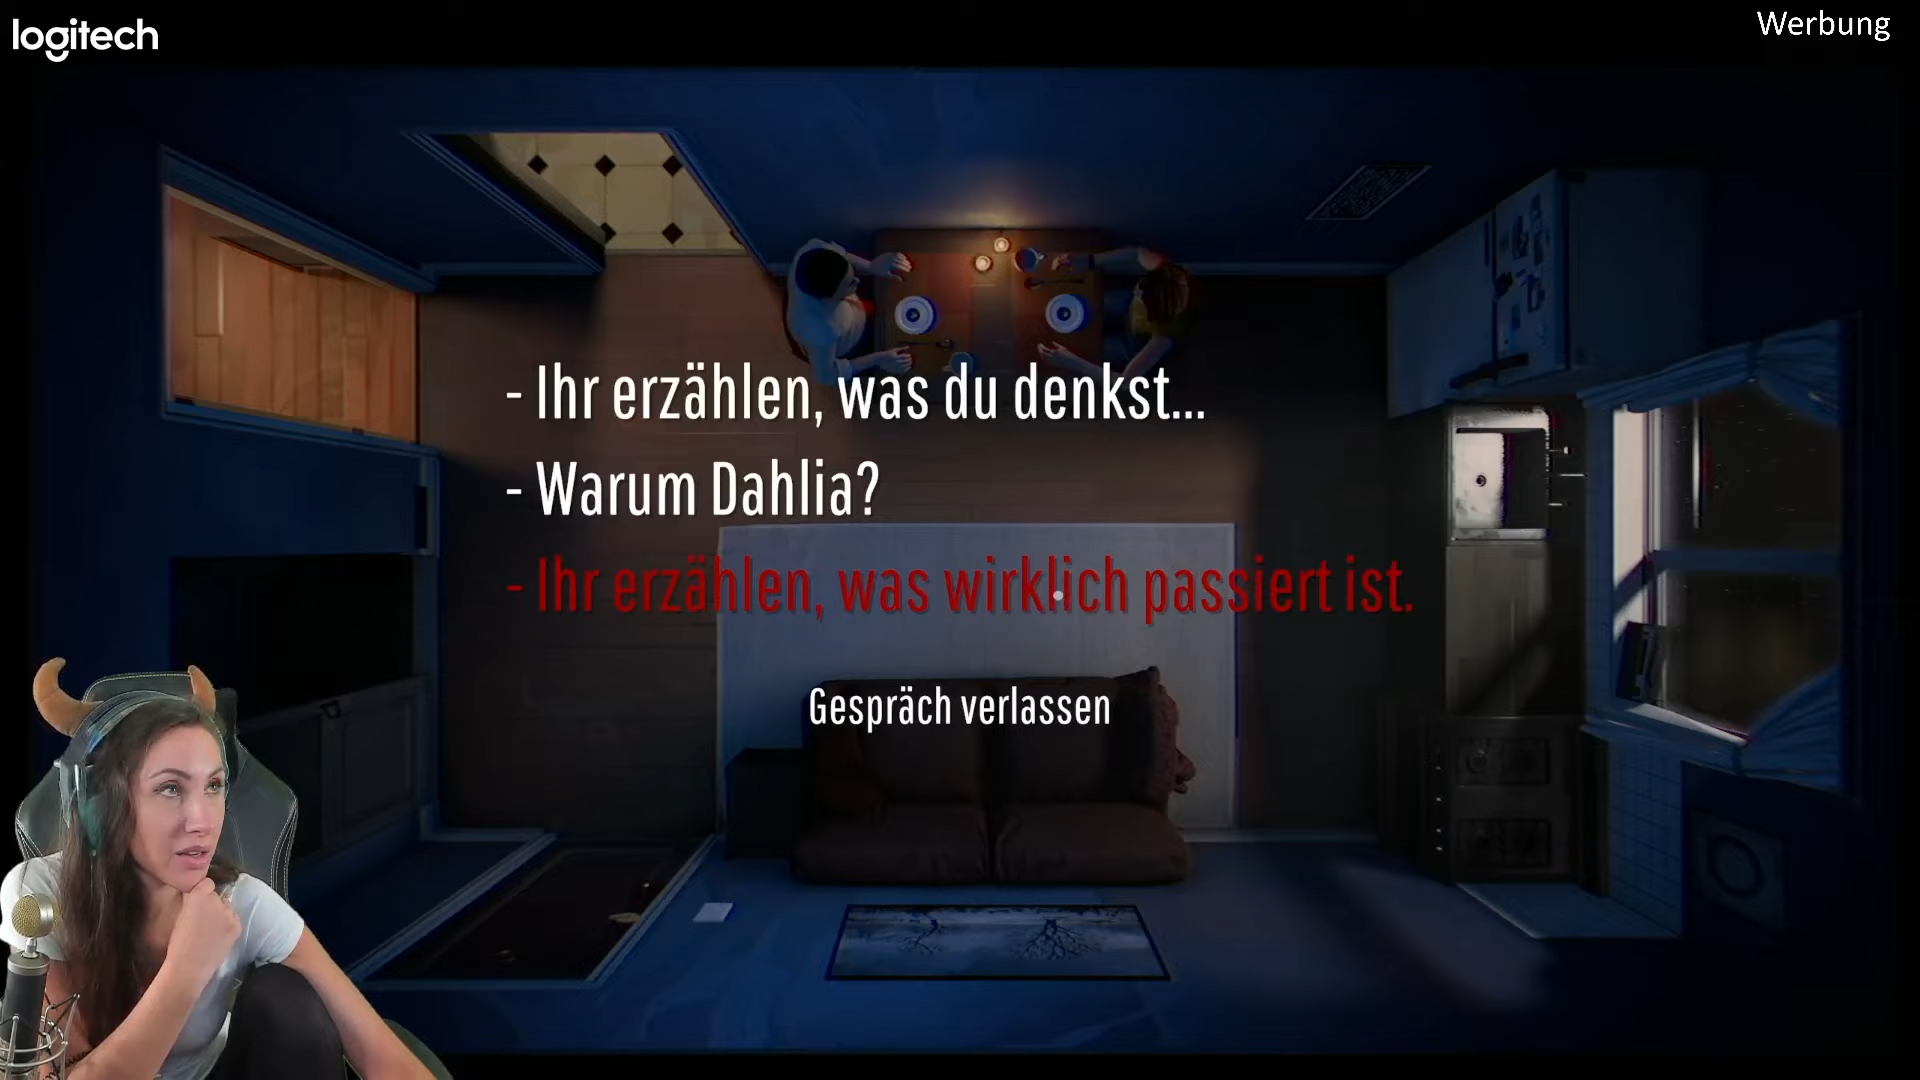 logitech
Werbung
- Ihr erzählen, was du denkst...
- Warum Dahlia?
- Ihr erzählen, was wirklich passiert ist.
Gespräch verlassen